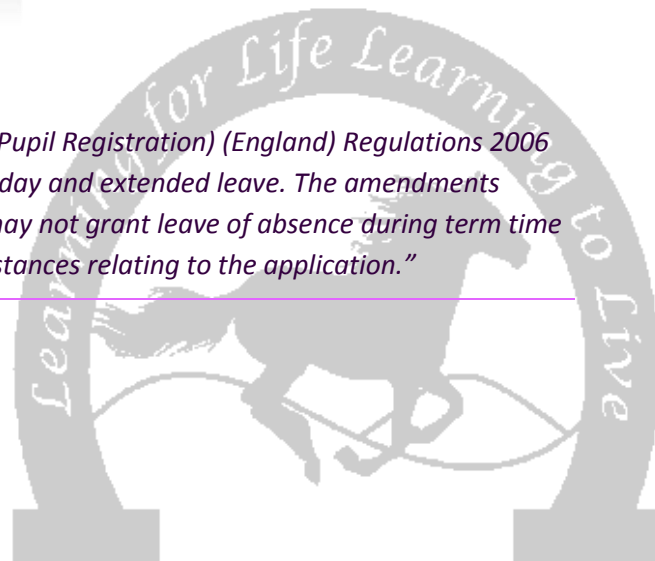 Learning for Life Learning to Live
Pupil Registration) (England) Regulations 2006
day and extended leave. The amendments
may not grant leave of absence during term time
stances relating to the application.”